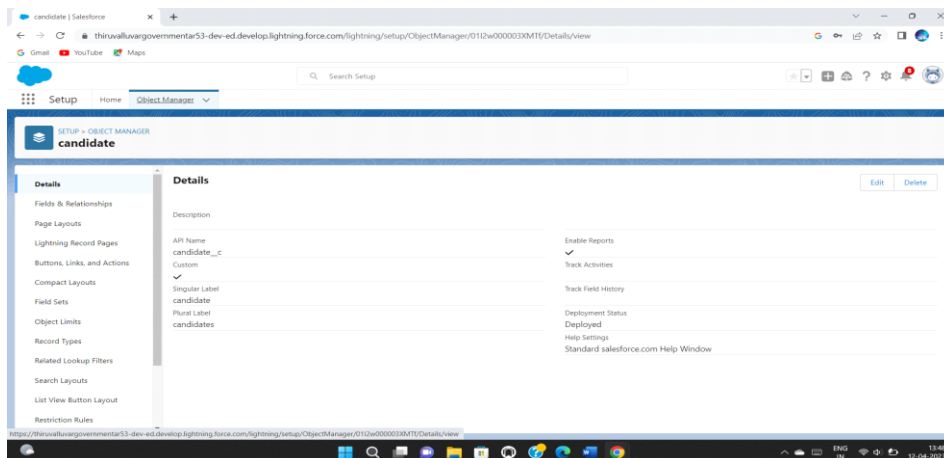 candidate | Salesforce
thiruvalluvargovernmentar53-dev-ed.develop.lightning.force.com/lightning/setup/ObjectManager/01I2w000003XMTf/Details/view
Gmail YouTube Maps
Search Setup
Setup Home Object Manager
SETUP > OBJECT MANAGER
candidate
Details
Fields & Relationships
Page Layouts
Lightning Record Pages
Buttons, Links, and Actions
Compact Layouts
Field Sets
Object Limits
Record Types
Related Lookup Filters
Search Layouts
List View Button Layout
Restriction Rules
Details
Edit Delete
Description
API Name
candidate__c
Custom
Singular Label
candidate
Plural Label
candidates
Enable Reports
Track Activities
Track Field History
Deployment Status
Deployed
Help Settings
Standard salesforce.com Help Window
https://thiruvalluvargovernmentar53-dev-ed.develop.lightning.force.com/lightning/setup/ObjectManager/01I2w000003XMTf/Details/view
ENG
IN
13:48